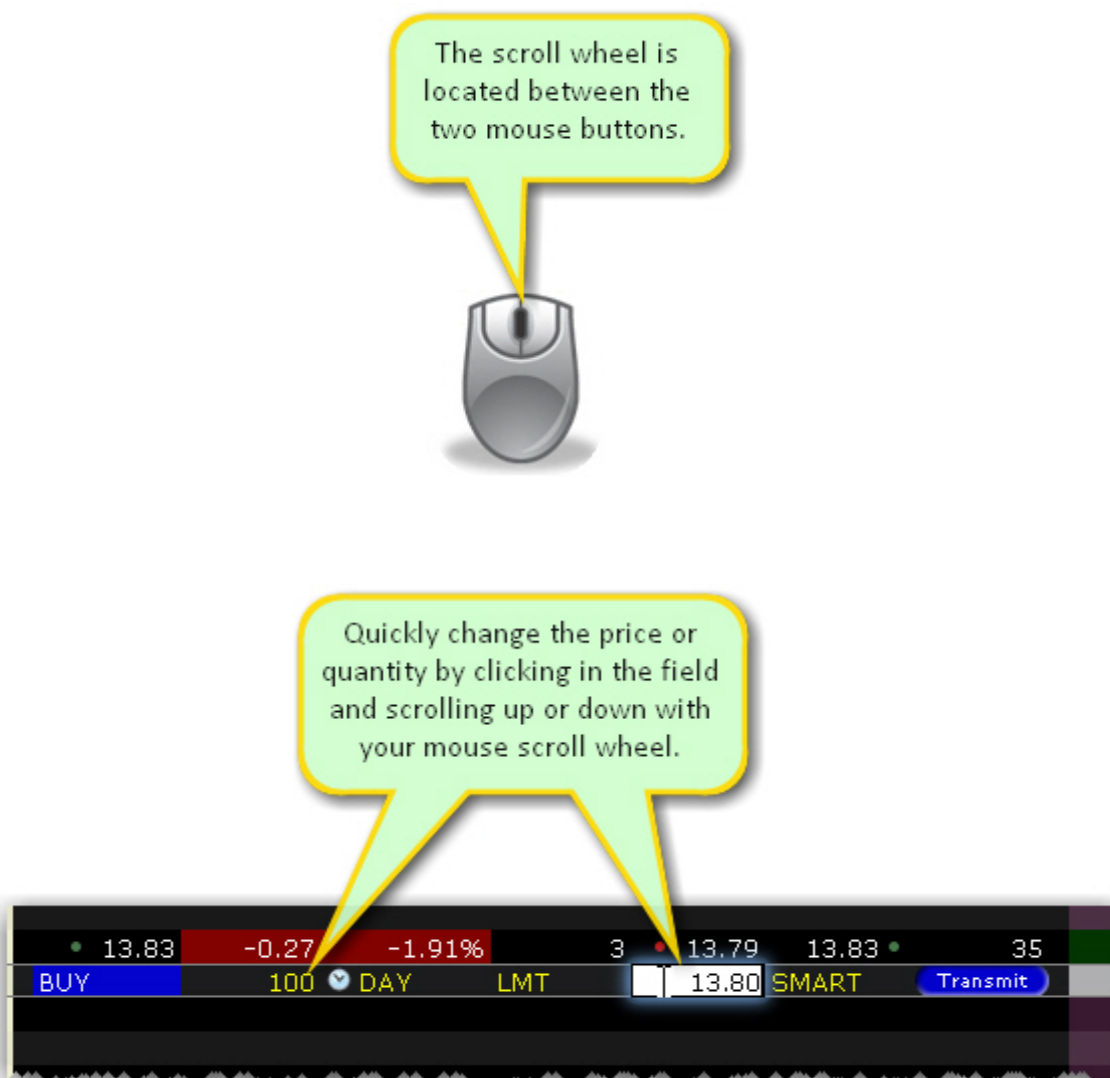 The scroll wheel is
located between the
two mouse buttons.
Quickly change the price or
quantity by clicking in the field
and scrolling up or down with
your mouse scroll wheel.
13.83 -0.27 -1.91% 3 13.79 13.83 35
BUY 100 DAY LMT 13.80 SMART Transmit